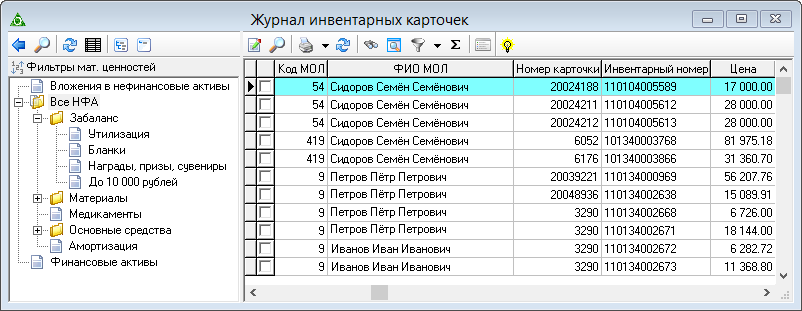 Журнал инвентарных карточек
Фильтры мат. ценностей
Вложения в нефинансовые активы
Все НФА
Забаланс
Утилизация
Бланки
Награды, призы, сувениры
До 10 000 рублей
Материалы
Медикаменты
Основные средства
Амортизация
Финансовые активы
Код МОЛ ФИО МОЛ Номер карточки Инвентарный номер Цена
54 Сидоров Семён Семёнович 20024188 110104005589 17 000.00
54 Сидоров Семён Семёнович 20024211 110104005612 28 000.00
54 Сидоров Семён Семёнович 20024212 110104005613 28 000.00
419 Сидоров Семён Семёнович 6052 101340003768 81 975.18
419 Сидоров Семён Семёнович 6176 101340003866 31 360.70
9 Петров Пётр Петрович 20039221 110134000969 56 207.76
9 Петров Пётр Петрович 20048936 110134002638 15 089.91
9 Петров Пётр Петрович 3290 110134002668 6 726.00
9 Петров Пётр Петрович 3290 110134002671 18 144.00
9 Иванов Иван Иванович 3290 110134002672 6 282.72
9 Иванов Иван Иванович 3290 110134002673 11 368.80